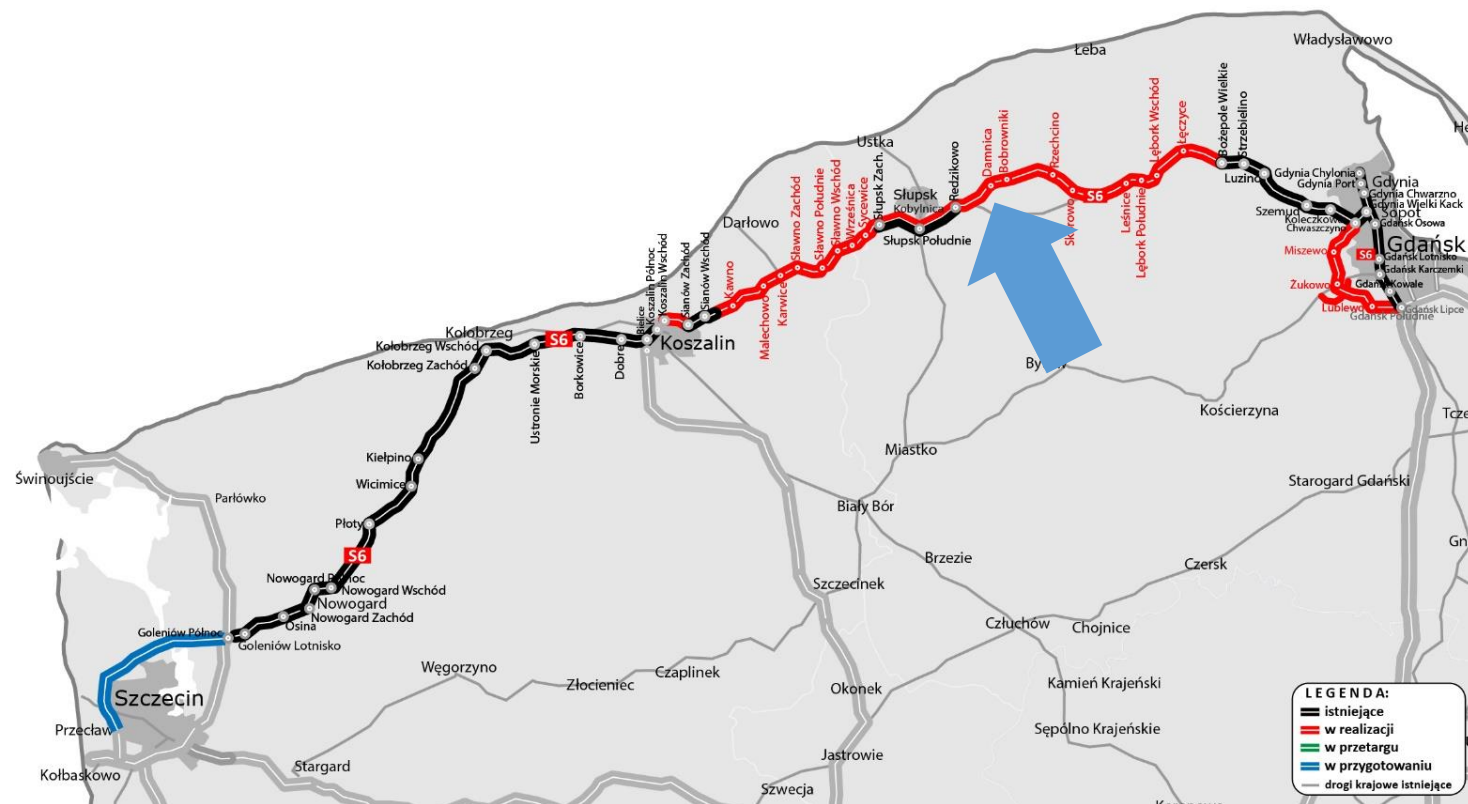 Władysławowo
Łeba
He
Ustka
Słupsk
Kobylnica
Redzikowo
Damnica
Bobrowniki
Rzechcino
S6
Leśnice
Lębork Południe
Lębork Wschód
Łęczyce
Bożepole Wielkie
Strzebielino
Luzino
Szemud
Koleczkowo
Chwaszczyno
Gdynia Chylonia
Gdynia Port
Gdynia
Gdynia Chwarzno
Gdynia Wielki Kack
Sopot
Gdańsk Osowa
Gdańsk
S6
Gdańsk Lotnisko
Gdańsk Karczemki
Gdańsk Kowale
Gdańsk Lipce
Gdańsk Południe
Miszewo
Żukowo
Lublewo
Darłowo
Słupsk Zach.
Słupsk Południe
Sycewice
Wrześnica
Sławno Wschód
Sławno Południe
Sławno Zachód
Karwice
Malechowo
Kawno
Sianów Wschód
Sianów Zachód
Koszalin Wschód
Koszalin Północ
Bielice
Koszalin
Dobre
Borkowice
S6
Ustronie Morskie
Kołobrzeg
Kołobrzeg Wschód
Kołobrzeg Zachód
Kościerzyna
Miastko
Kiełpino
Wicimice
Świnoujście
Parłówko
Płoty
S6
Biały Bór
Starogard Gdański
Tcze
Gn
Brzezie
Czersk
Szczecinek
Nowogard Północ
Nowogard Wschód
Nowogard
Nowogard Zachód
Osina
Goleniów Północ
Goleniów Lotnisko
Człuchów
Chojnice
Węgorzyno
Czaplinek
Złocieniec
Okonek
Kamień Krajeński
Szczecin
Przecław
Sępólno Krajeńskie
Kołbaskowo
Stargard
Jastrowie
Szwecja
LEGENDA:
istniejące
w realizacji
w przetargu
w przygotowaniu
drogi krajowe istniejące